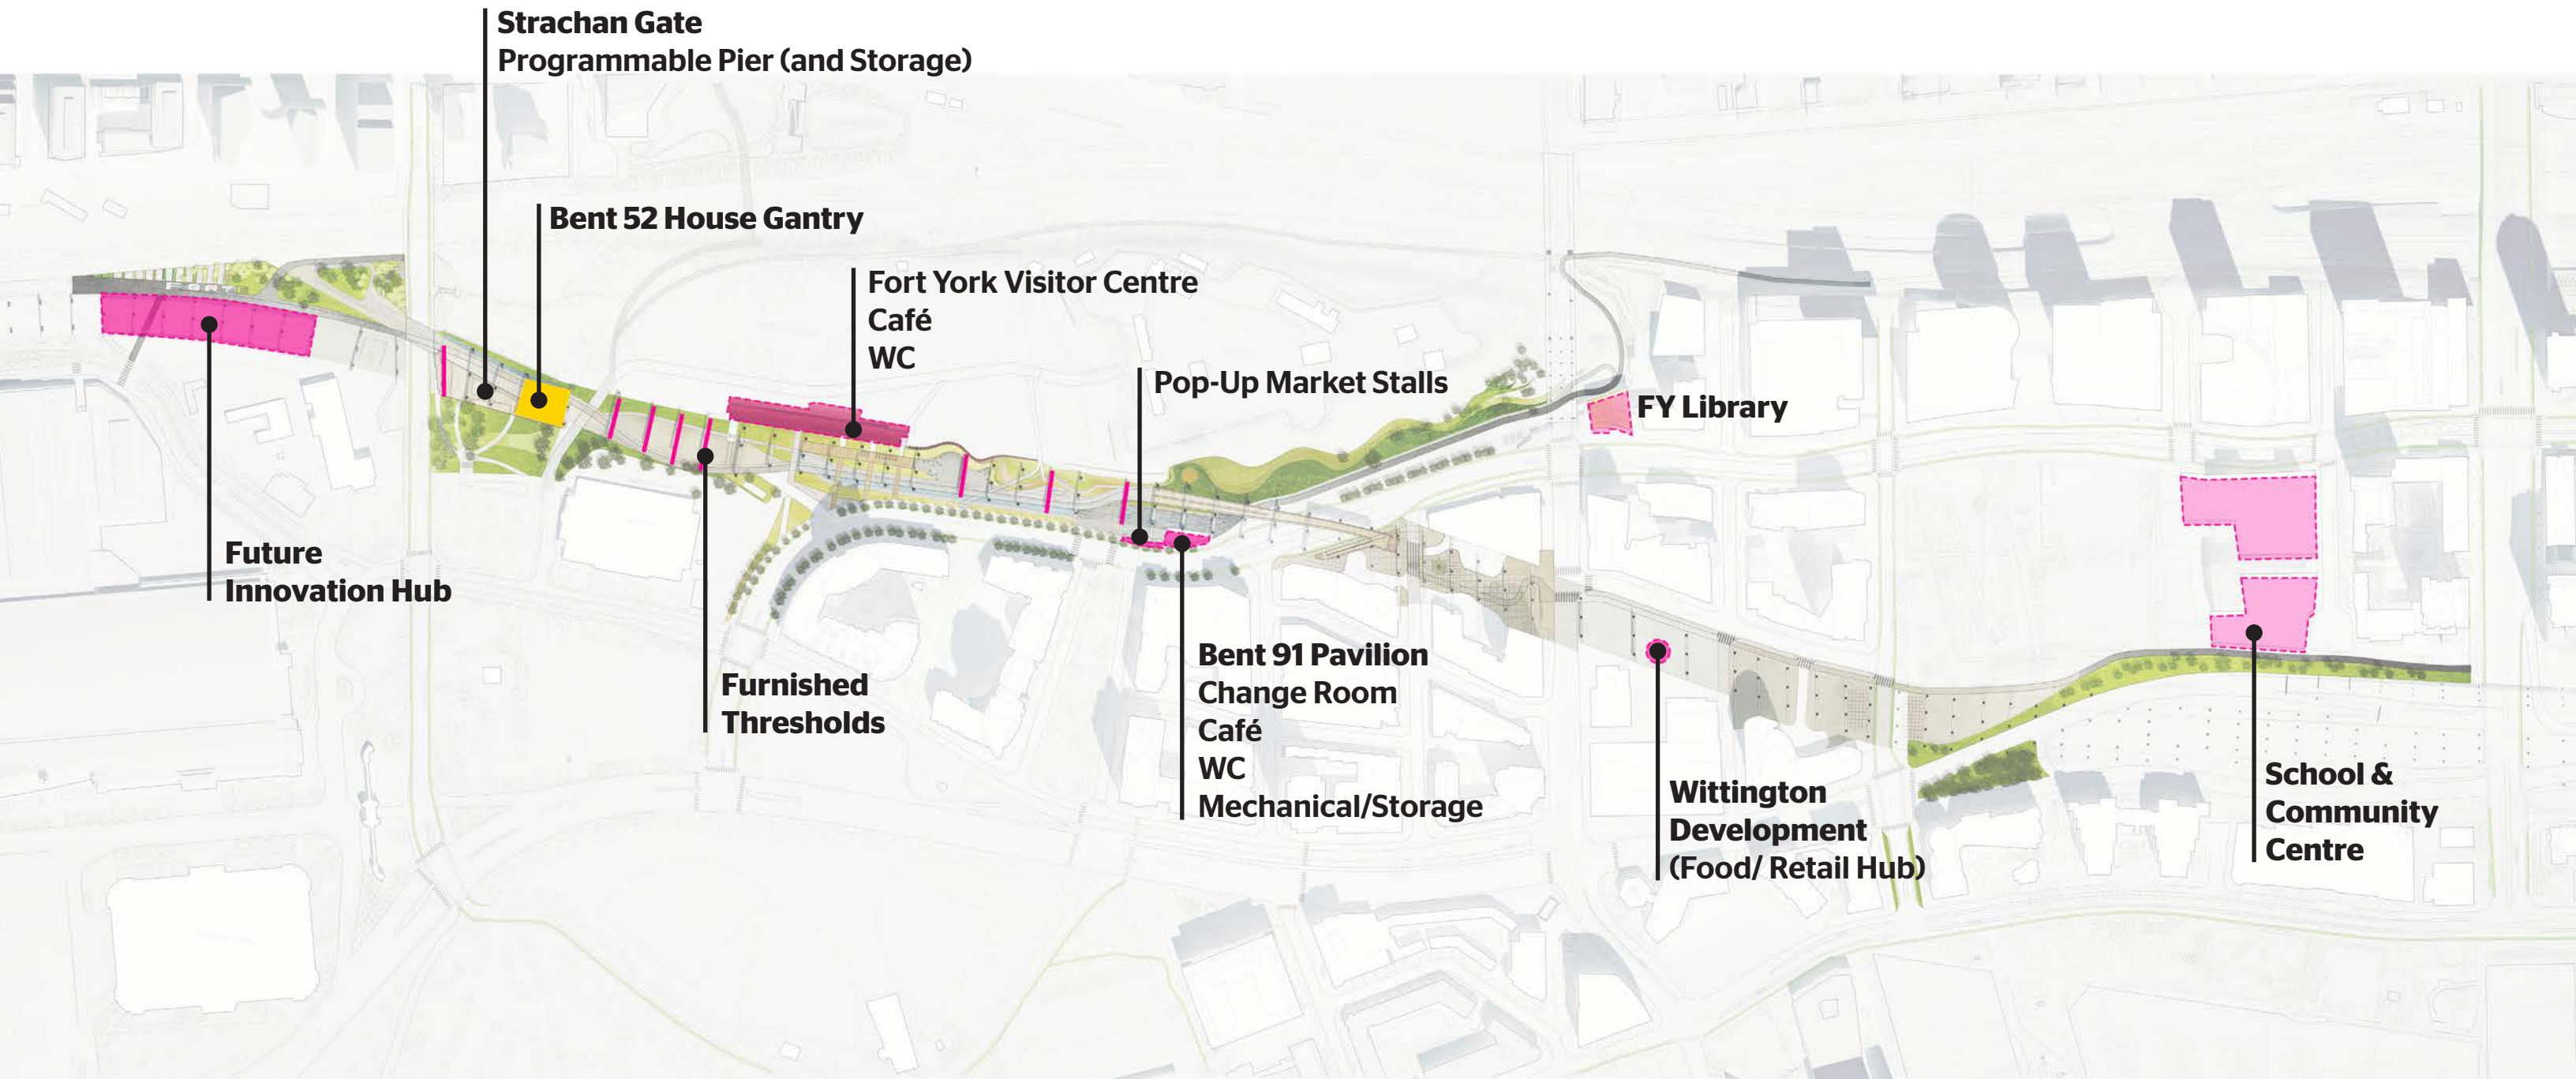 Strachan Gate
Programmable Pier (and Storage)
Bent 52 House Gantry
Fort York Visitor Centre
Café
WC
Pop-Up Market Stalls
FY Library
FORT
Future
Innovation Hub
Furnished
Thresholds
Bent 91 Pavilion
Change Room
Café
WC
Mechanical/Storage
Wittington
Development
(Food/ Retail Hub)
School &
Community
Centre